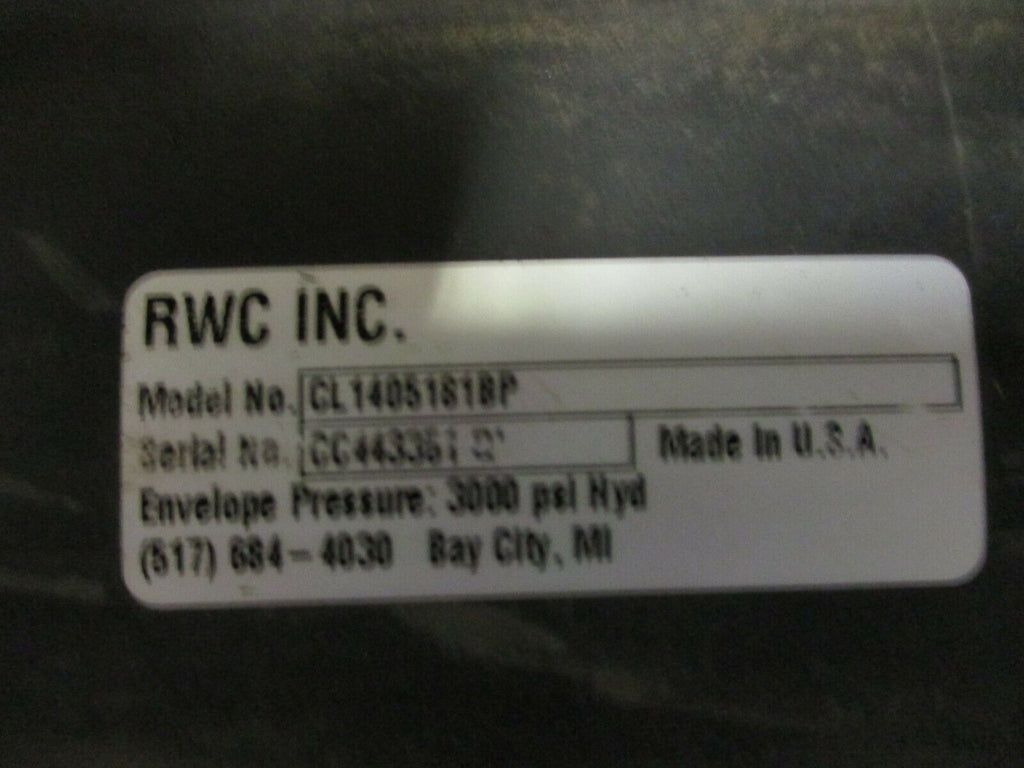 RWC INC.
Model No.
Serial No.
Made In U.S.A.
Envelope Pressure: 3000 psi Hyd
(517) 684-4030 Bay City, MI